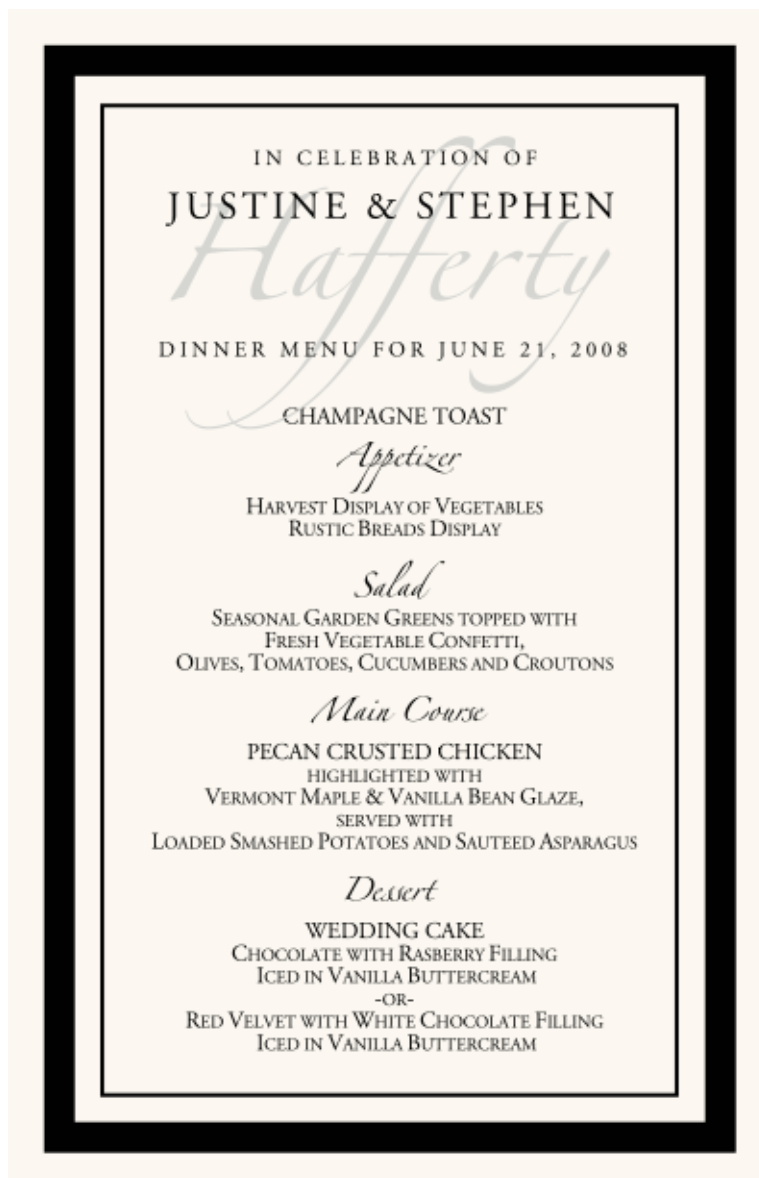 IN CELEBRATION OF
JUSTINE & STEPHEN
Hafferty
DINNER MENU FOR JUNE 21, 2008
CHAMPAGNE TOAST
Appetizer
HARVEST DISPLAY OF VEGETABLES
RUSTIC BREADS DISPLAY
Salad
SEASONAL GARDEN GREENS TOPPED WITH
FRESH VEGETABLE CONFETTI,
OLIVES, TOMATOES, CUCUMBERS AND CROUTONS
Main Course
PECAN CRUSTED CHICKEN
HIGHLIGHTED WITH
VERMONT MAPLE & VANILLA BEAN GLAZE,
SERVED WITH
LOADED SMASHED POTATOES AND SAUTEED ASPARAGUS
Dessert
WEDDING CAKE
CHOCOLATE WITH RASBERRY FILLING
ICED IN VANILLA BUTTERCREAM
-OR-
RED VELVET WITH WHITE CHOCOLATE FILLING
ICED IN VANILLA BUTTERCREAM